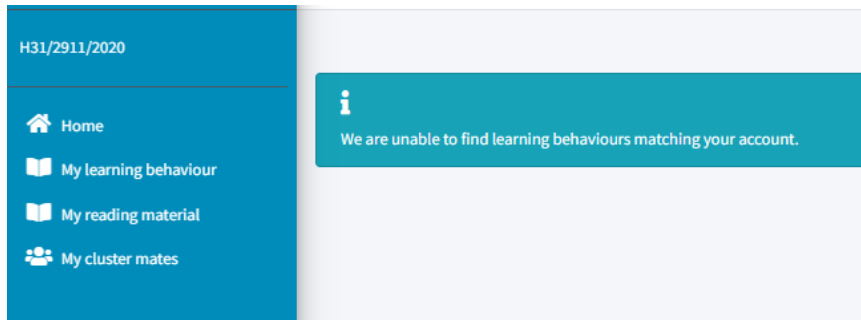 H31/2911/2020
Home
My learning behaviour
My reading material
My cluster mates
We are unable to find learning behaviours matching your account.